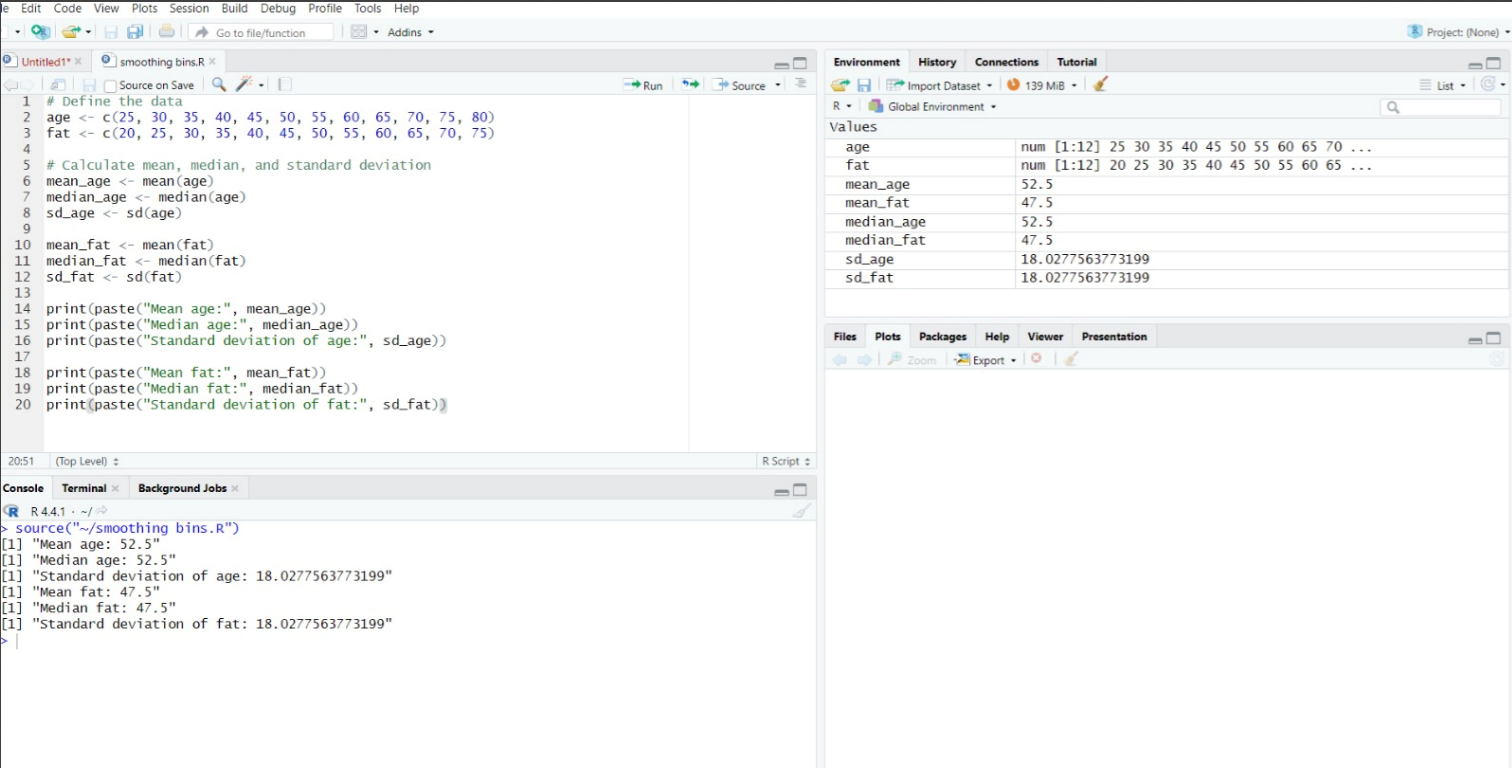 le Edit Code View Plots Session Build Debug Profile Tools Help
Go to file/function Addins Project: (None)
Untitled1* smoothing bins.R
Source on Save Run Source
1 # Define the data
2 age <- c(25, 30, 35, 40, 45, 50, 55, 60, 65, 70, 75, 80)
3 fat <- c(20, 25, 30, 35, 40, 45, 50, 55, 60, 65, 70, 75)
4
5 # Calculate mean, median, and standard deviation
6 mean_age <- mean(age)
7 median_age <- median(age)
8 sd_age <- sd(age)
9
10 mean_fat <- mean(fat)
11 median_fat <- median(fat)
12 sd_fat <- sd(fat)
13
14 print(paste("Mean age:", mean_age))
15 print(paste("Median age:", median_age))
16 print(paste("Standard deviation of age:", sd_age))
17
18 print(paste("Mean fat:", mean_fat))
19 print(paste("Median fat:", median_fat))
20 print(paste("Standard deviation of fat:", sd_fat))
20:51 (Top Level) R Script
Console Terminal Background Jobs
R R 4.4.1 · ~/
> source("~/smoothing bins.R")
[1] "Mean age: 52.5"
[1] "Median age: 52.5"
[1] "Standard deviation of age: 18.0277563773199"
[1] "Mean fat: 47.5"
[1] "Median fat: 47.5"
[1] "Standard deviation of fat: 18.0277563773199"
>
Environment History Connections Tutorial
Import Dataset 139 MiB List
R Global Environment
Values
age num [1:12] 25 30 35 40 45 50 55 60 65 70 ...
fat num [1:12] 20 25 30 35 40 45 50 55 60 65 ...
mean_age 52.5
mean_fat 47.5
median_age 52.5
median_fat 47.5
sd_age 18.0277563773199
sd_fat 18.0277563773199
Files Plots Packages Help Viewer Presentation
Zoom Export